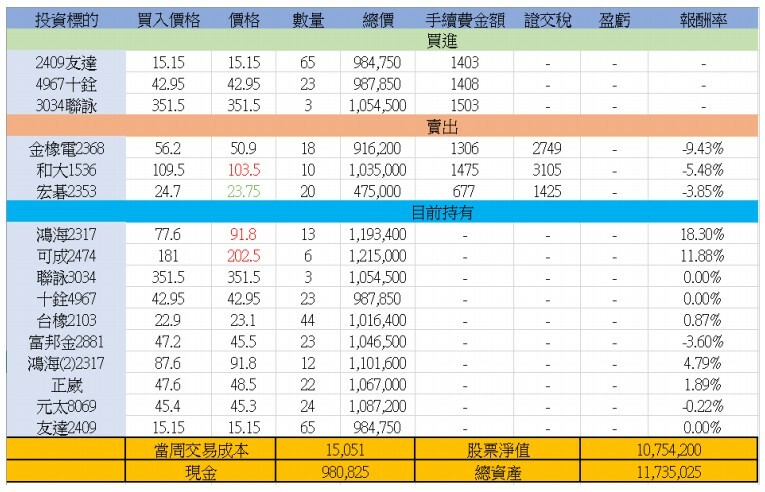 投資標的 買入價格 價格 數量 總價 手續費金額 證交稅 盈虧 報酬率
買進
2409友達 15.15 15.15 65 984,750 1403 - - -
4967十銓 42.95 42.95 23 987,850 1408 - - -
3034聯詠 351.5 351.5 3 1,054,500 1503 - - -
賣出
金橡電2368 56.2 50.9 18 916,200 1306 2749 - -9.43%
和大1536 109.5 103.5 10 1,035,000 1475 3105 - -5.48%
宏碁2353 24.7 23.75 20 475,000 677 1425 - -3.85%
目前持有
鴻海2317 77.6 91.8 13 1,193,400 - - - 18.30%
可成2474 181 202.5 6 1,215,000 - - - 11.88%
聯詠3034 351.5 351.5 3 1,054,500 - - - 0.00%
十銓4967 42.95 42.95 23 987,850 - - - 0.00%
台橡2103 22.9 23.1 44 1,016,400 - - - 0.87%
富邦金2881 47.2 45.5 23 1,046,500 - - - -3.60%
鴻海(2)2317 87.6 91.8 12 1,101,600 - - - 4.79%
正崴 47.6 48.5 22 1,067,000 - - - 1.89%
元太8069 45.4 45.3 24 1,087,200 - - - -0.22%
友達2409 15.15 15.15 65 984,750 - - - 0.00%
當周交易成本 15,051 股票淨值 10,754,200
現金 980,825 總資產 11,735,025